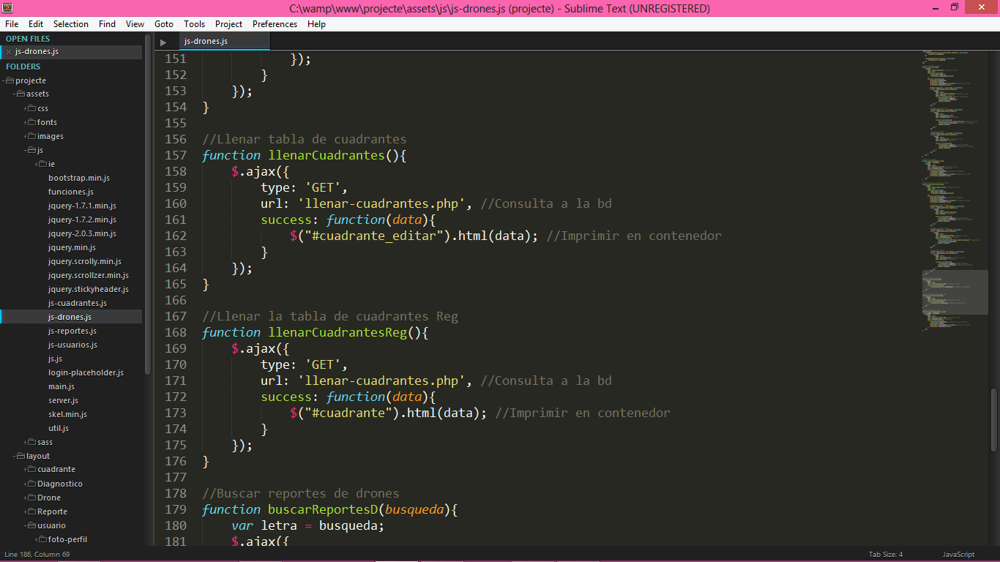 C:\wamp\www\projecte\assets\js\js-drones.js (projecte) - Sublime Text (UNREGISTERED)
File Edit Selection Find View Goto Tools Project Preferences Help
OPEN FILES
js-drones.js
FOLDERS
projecte
assets
css
fonts
images
js
ie
bootstrap.min.js
funciones.js
jquery-1.7.1.min.js
jquery-1.7.2.min.js
jquery-2.0.3.min.js
jquery.min.js
jquery.scrolly.min.js
jquery.scrollzer.min.js
jquery.stickyheader.js
js-cuadrantes.js
js-drones.js
js-reportes.js
js-usuarios.js
js.js
login-placeholder.js
main.js
server.js
skel.min.js
util.js
sass
layout
cuadrante
Diagnostico
Drone
Reporte
usuario
foto-perfil
js-drones.js
151             });
152         }
153     });
154 }
155
156 //Llenar tabla de cuadrantes
157 function llenarCuadrantes(){
158     $.ajax({
159         type: 'GET',
160         url: 'llenar-cuadrantes.php', //Consulta a la bd
161         success: function(data){
162             $("#cuadrante_editar").html(data); //Imprimir en contenedor
163         }
164     });
165 }
166
167 //Llenar la tabla de cuadrantes Reg
168 function llenarCuadrantesReg(){
169     $.ajax({
170         type: 'GET',
171         url: 'llenar-cuadrantes.php', //Consulta a la bd
172         success: function(data){
173             $("#cuadrante").html(data); //Imprimir en contenedor
174         }
175     });
176 }
177
178 //Buscar reportes de drones
179 function buscarReportesD(busqueda){
180     var letra = busqueda;
181     $.ajax({
Line 186, Column 69
Tab Size: 4
JavaScript